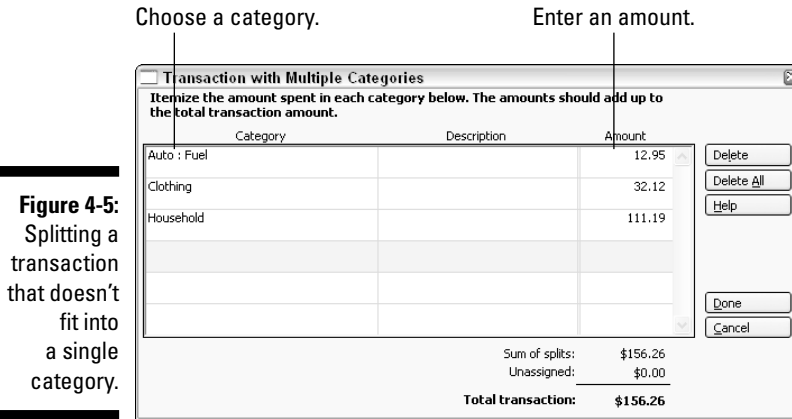 Choose a category.
Enter an amount.
Transaction with Multiple Categories
Itemize the amount spent in each category below. The amounts should add up to
the total transaction amount.
Category Description Amount
Auto : Fuel 12.95
Clothing 32.12
Household 111.19
Delete
Delete All
Help
Done
Cancel
Sum of splits: $156.26
Unassigned: $0.00
Total transaction: $156.26
Figure 4-5:
Splitting a
transaction
that doesn't
fit into
a single
category.